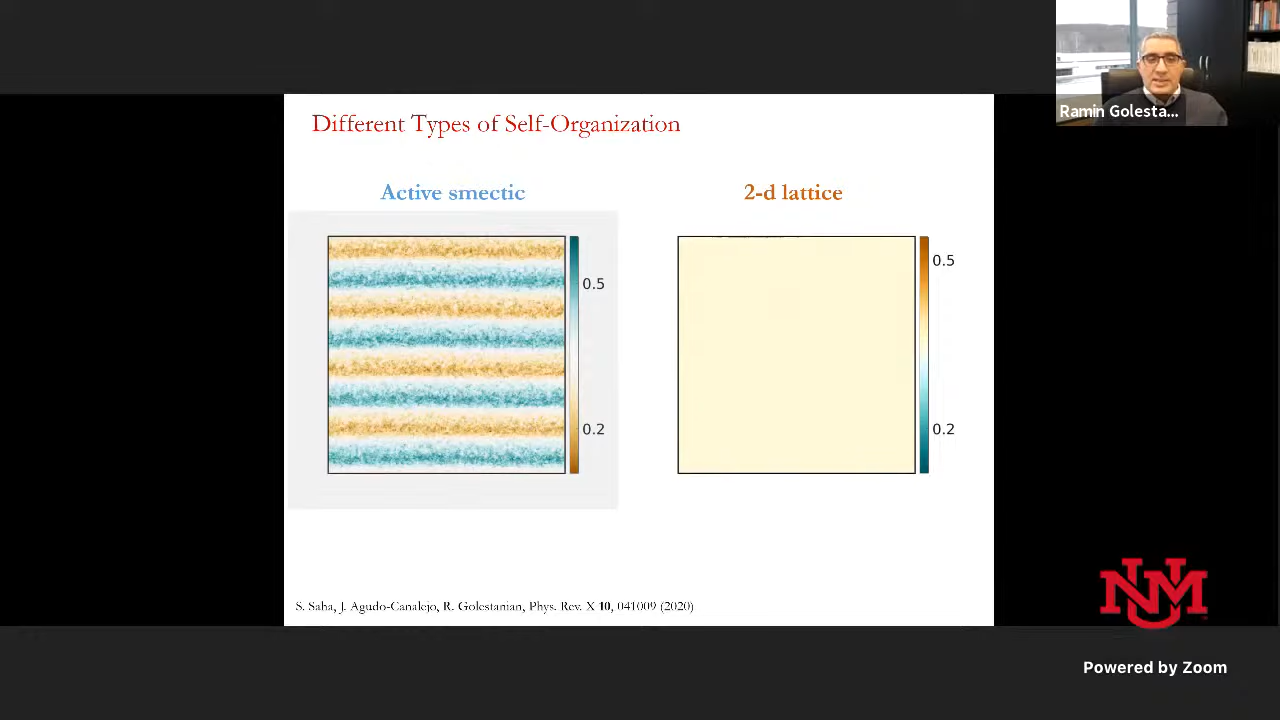 Ramin Golesta...
Different Types of Self-Organization
Active smectic
2-d lattice
0.5
0.2
0.5
0.2
S. Saha, J. Agudo-Canalejo, R. Golestanian, Phys. Rev. X 10, 041009 (2020)
NM
Powered by Zoom